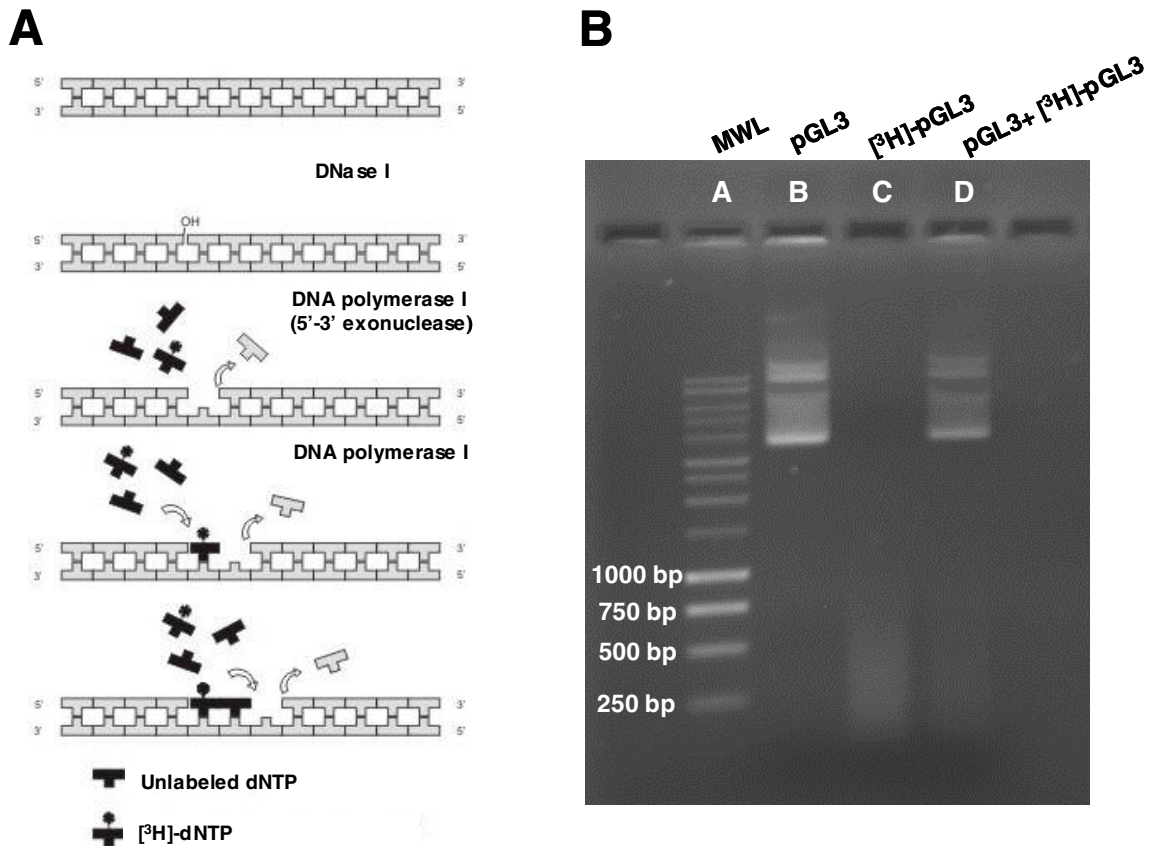 A
5'
3'
3'
5'
DNase I
OH
5'
3'
3'
5'
DNA polymerase I
(5'-3' exonuclease)
5'
3'
3'
5'
DNA polymerase I
5'
3'
3'
5'
5'
3'
3'
5'
Unlabeled dNTP
[³H]-dNTP
B
MWL
pGL3
[³H]-pGL3
pGL3+ [³H]-pGL3
A B C D
1000 bp
750 bp
500 bp
250 bp